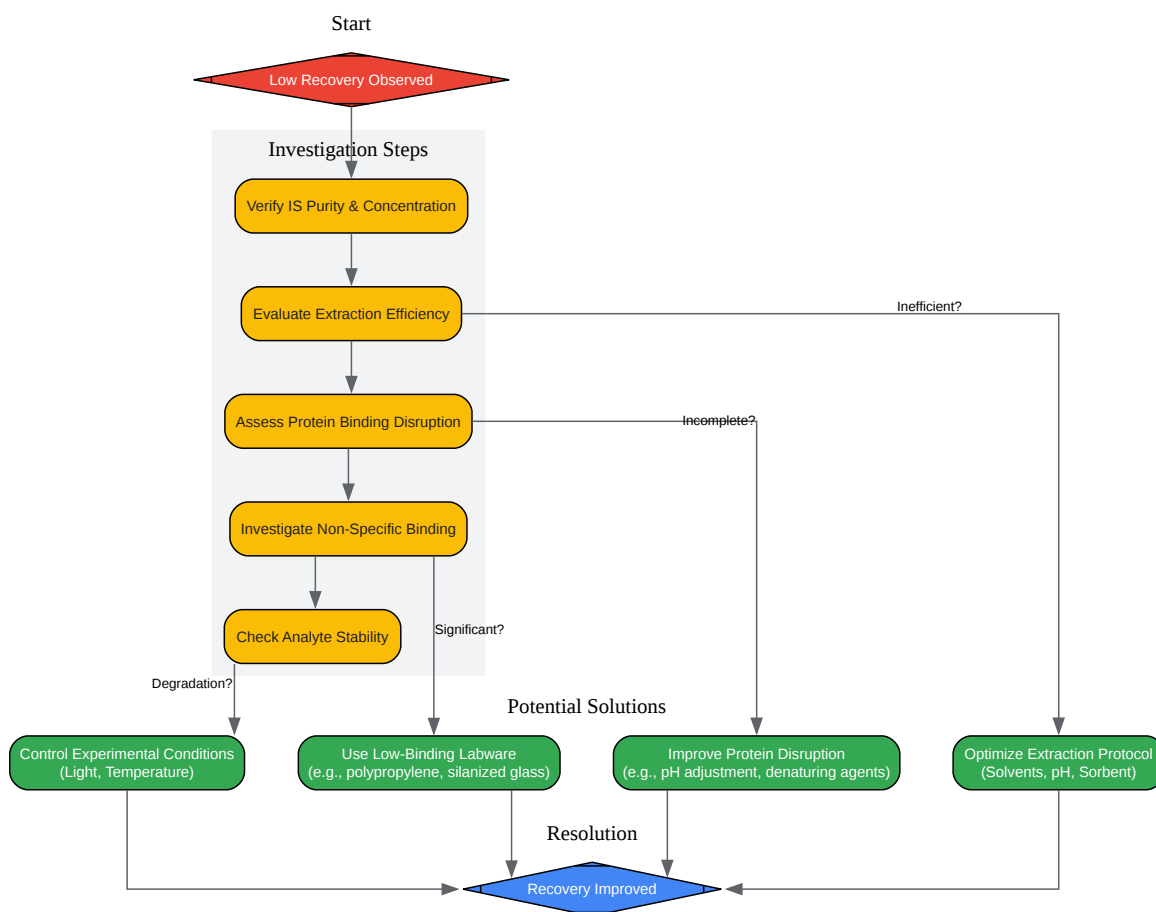 Start
Low Recovery Observed
Investigation Steps
Verify IS Purity & Concentration
Evaluate Extraction Efficiency
Inefficient?
Assess Protein Binding Disruption
Incomplete?
Investigate Non-Specific Binding
Check Analyte Stability
Significant?
Degradation?
Potential Solutions
Control Experimental Conditions
(Light, Temperature)
Use Low-Binding Labware
(e.g., polypropylene, silanized glass)
Improve Protein Disruption
(e.g., pH adjustment, denaturing agents)
Optimize Extraction Protocol
(Solvents, pH, Sorbent)
Resolution
Recovery Improved